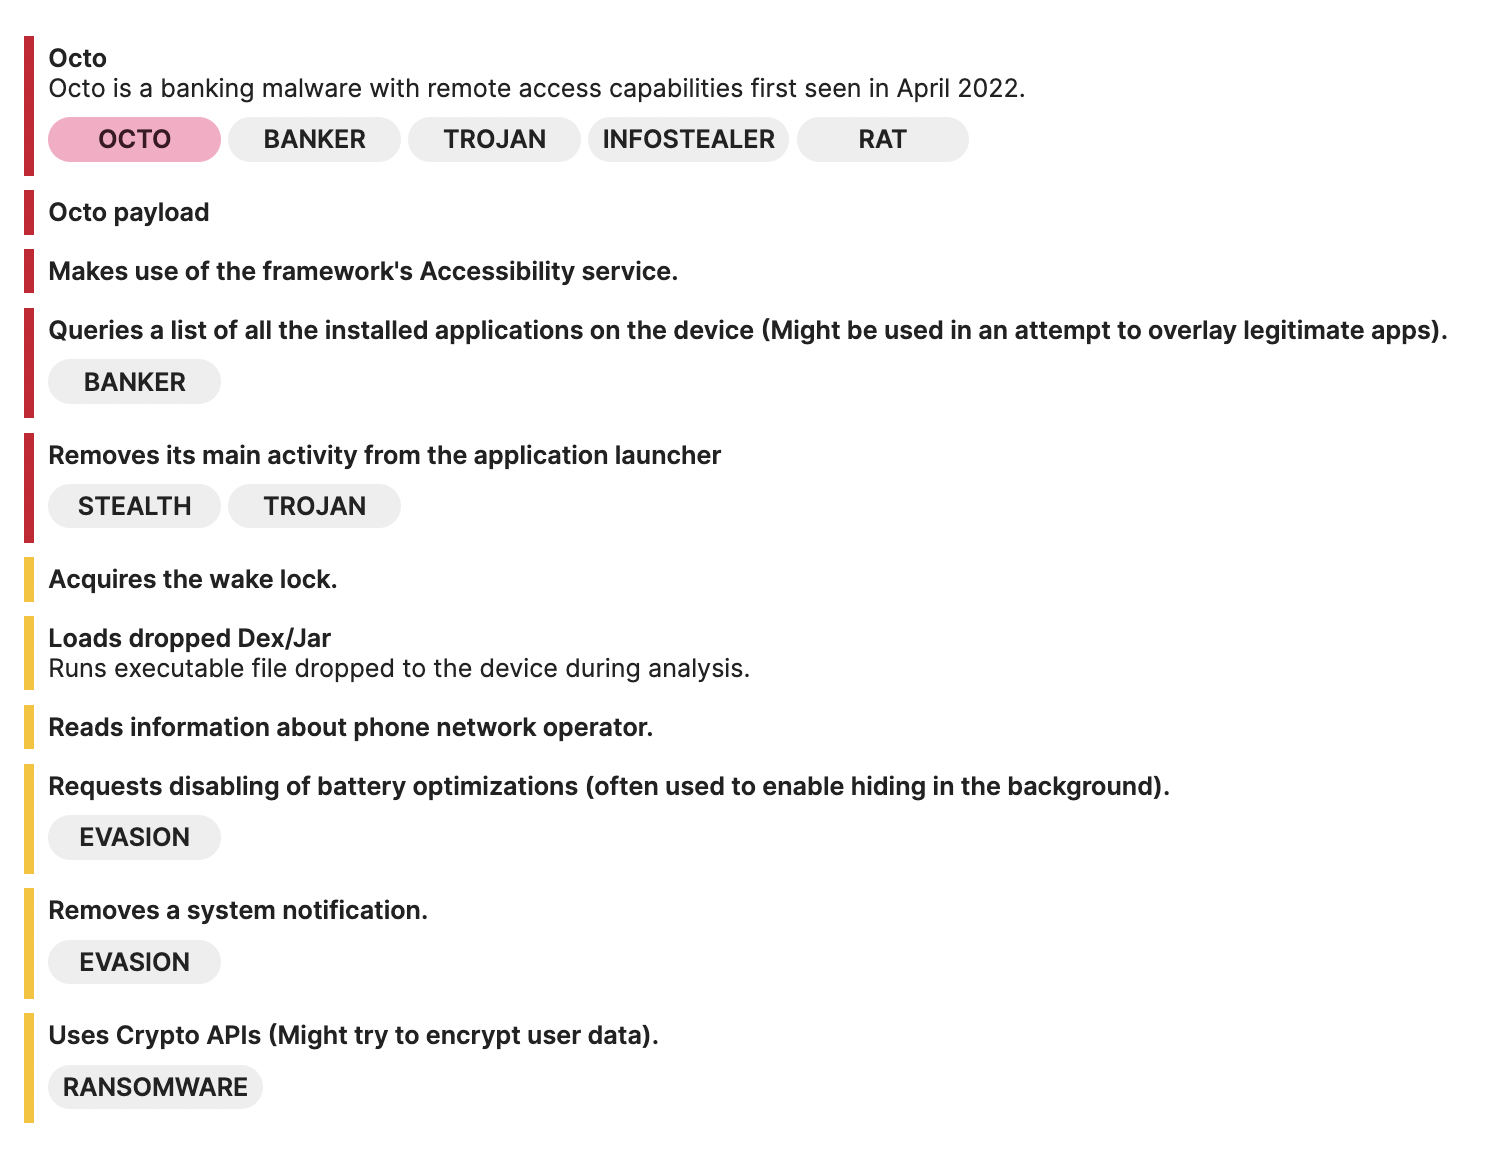 Octo
Octo is a banking malware with remote access capabilities first seen in April 2022.
OCTO BANKER TROJAN INFOSTEALER RAT
Octo payload
Makes use of the framework's Accessibility service.
Queries a list of all the installed applications on the device (Might be used in an attempt to overlay legitimate apps).
BANKER
Removes its main activity from the application launcher
STEALTH TROJAN
Acquires the wake lock.
Loads dropped Dex/Jar
Runs executable file dropped to the device during analysis.
Reads information about phone network operator.
Requests disabling of battery optimizations (often used to enable hiding in the background).
EVASION
Removes a system notification.
EVASION
Uses Crypto APIs (Might try to encrypt user data).
RANSOMWARE